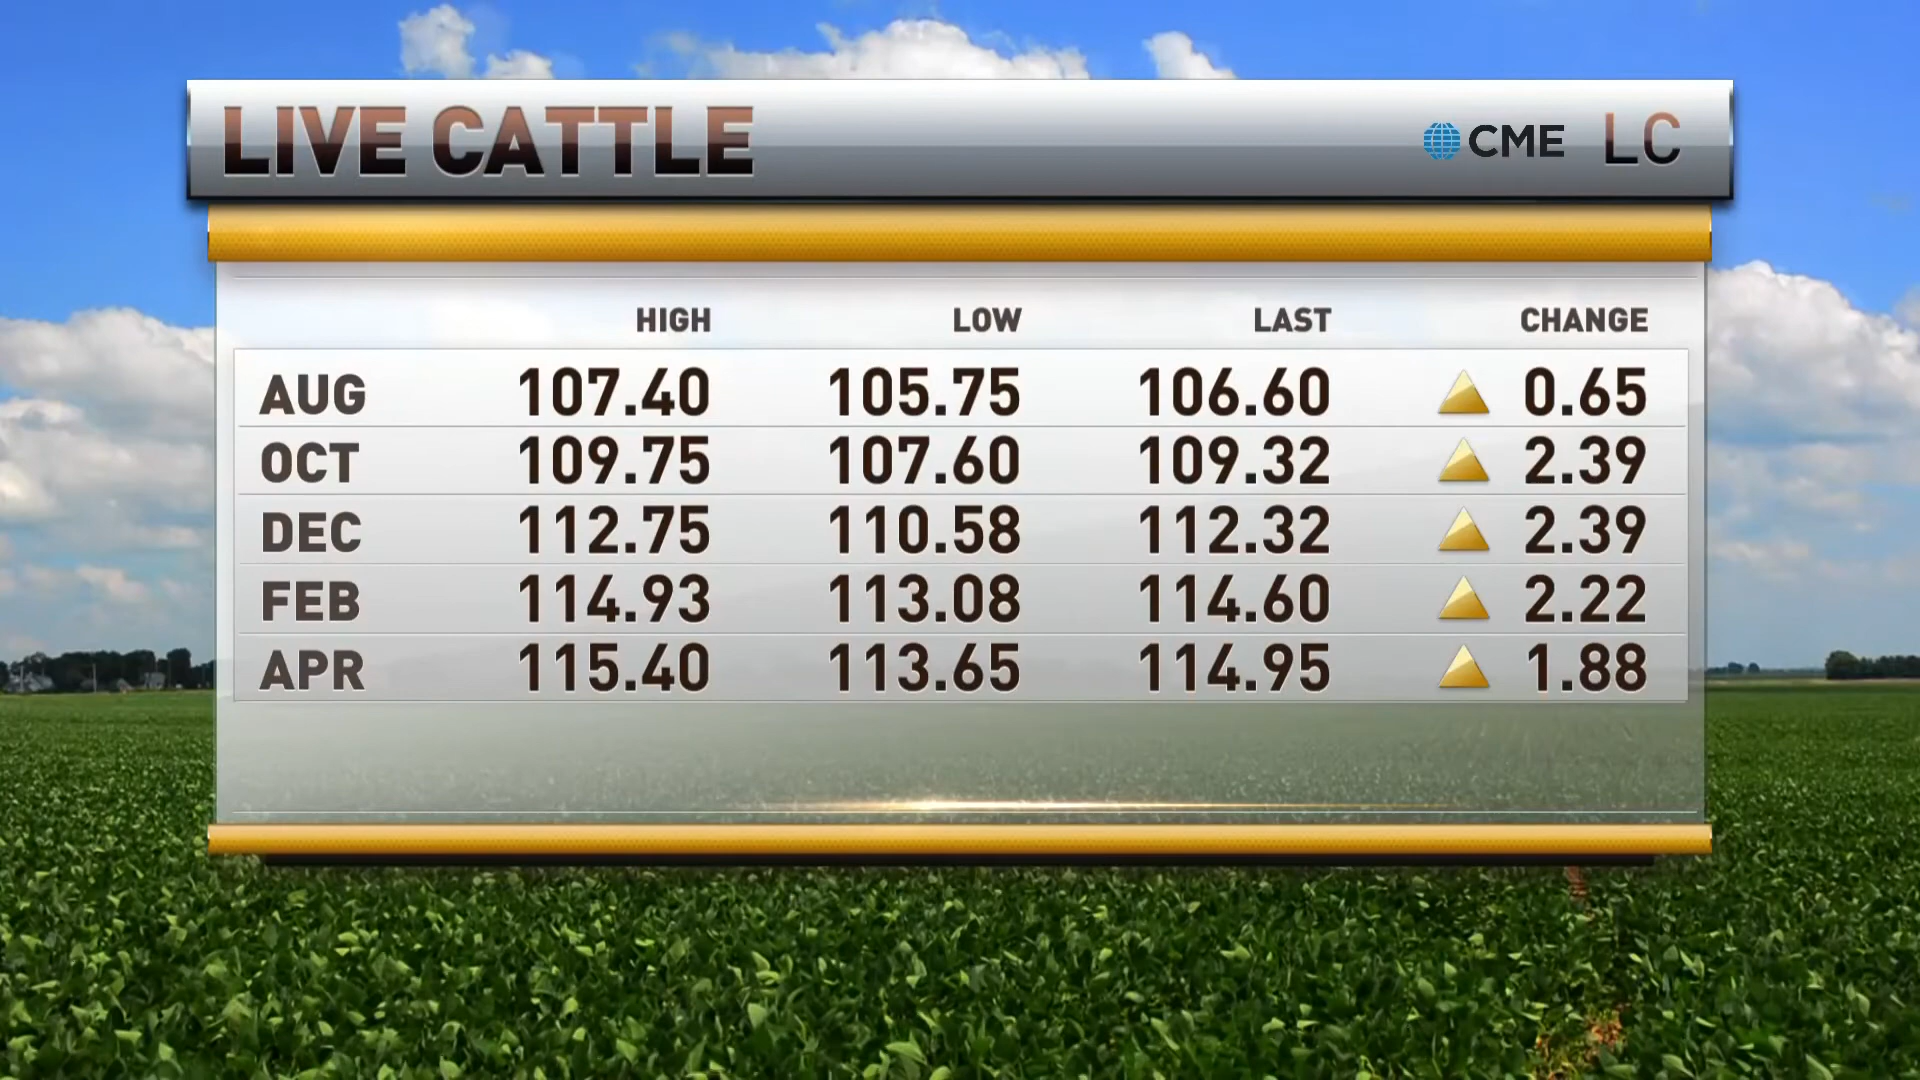 LIVE CATTLE CME LC
HIGH LOW LAST CHANGE
AUG 107.40 105.75 106.60 0.65
OCT 109.75 107.60 109.32 2.39
DEC 112.75 110.58 112.32 2.39
FEB 114.93 113.08 114.60 2.22
APR 115.40 113.65 114.95 1.88